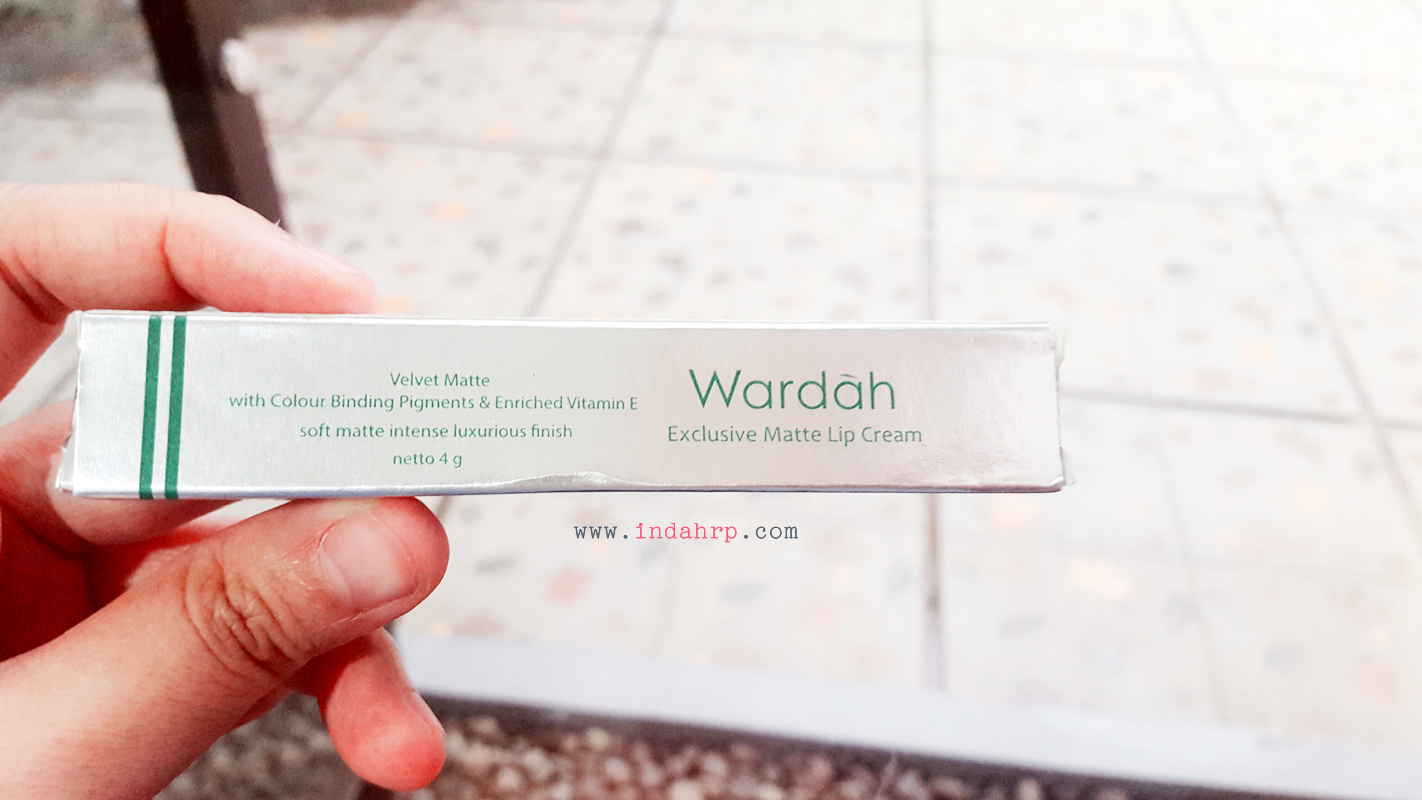 Velvet Matte
with Colour Binding Pigments & Enriched Vitamin E
soft matte intense luxurious finish
netto 4 g
Wardàh
Exclusive Matte Lip Cream
www.indahrp.com